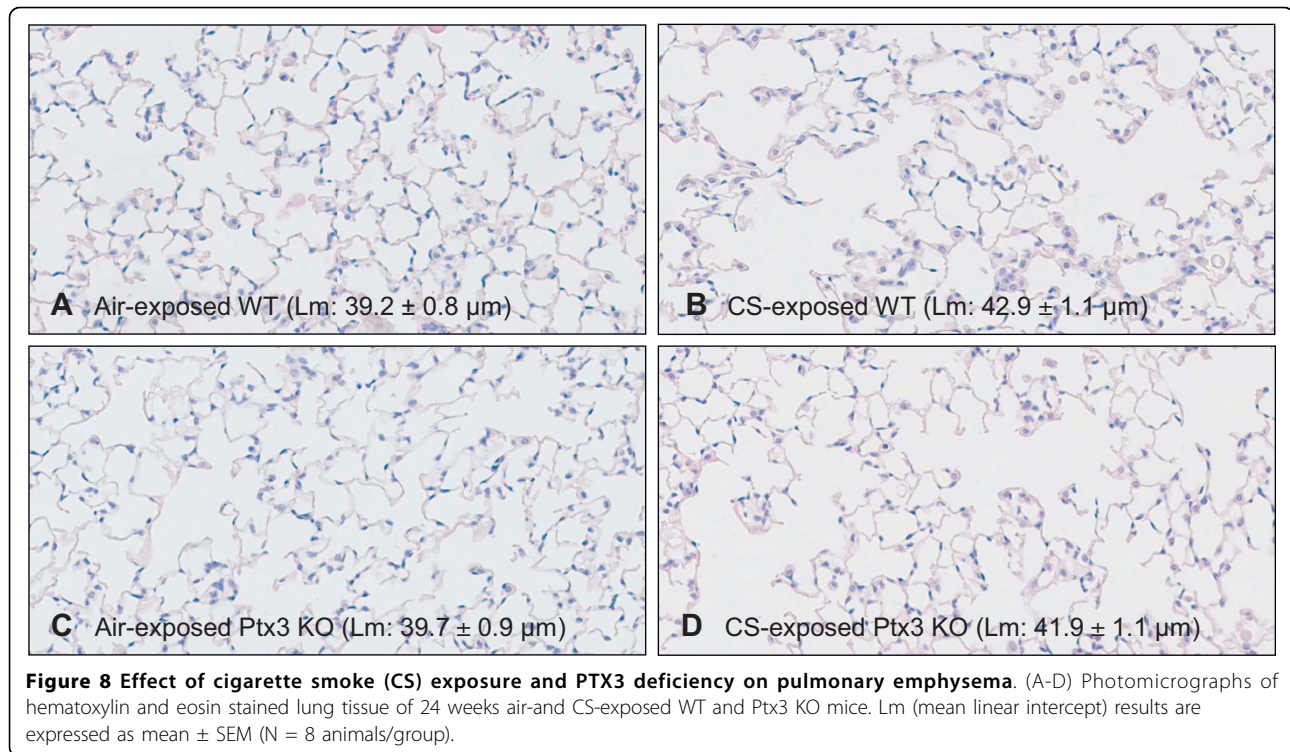 A Air-exposed WT (Lm: 39.2 ± 0.8 µm)
B CS-exposed WT (Lm: 42.9 ± 1.1 µm)
C Air-exposed Ptx3 KO (Lm: 39.7 ± 0.9 µm)
D CS-exposed Ptx3 KO (Lm: 41.9 ± 1.1 µm)
Figure 8 Effect of cigarette smoke (CS) exposure and PTX3 deficiency on pulmonary emphysema. (A-D) Photomicrographs of
hematoxylin and eosin stained lung tissue of 24 weeks air-and CS-exposed WT and Ptx3 KO mice. Lm (mean linear intercept) results are
expressed as mean ± SEM (N = 8 animals/group).